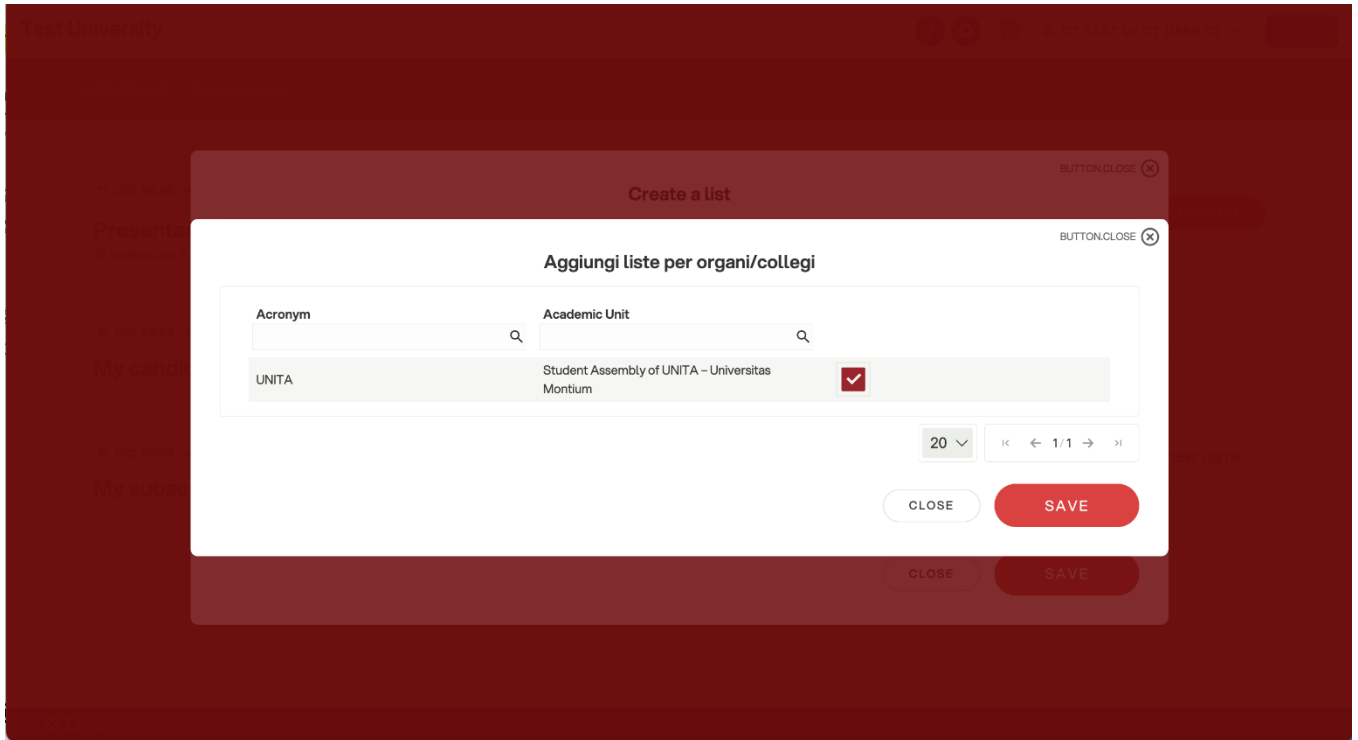 Test University
BUTTON.CLOSE
Create a list
BUTTON.CLOSE
Aggiungi liste per organi/collegi
Acronym
Academic Unit
UNITA
Student Assembly of UNITA – Universitas
Montium
20
1/1
CLOSE
SAVE
CLOSE
SAVE